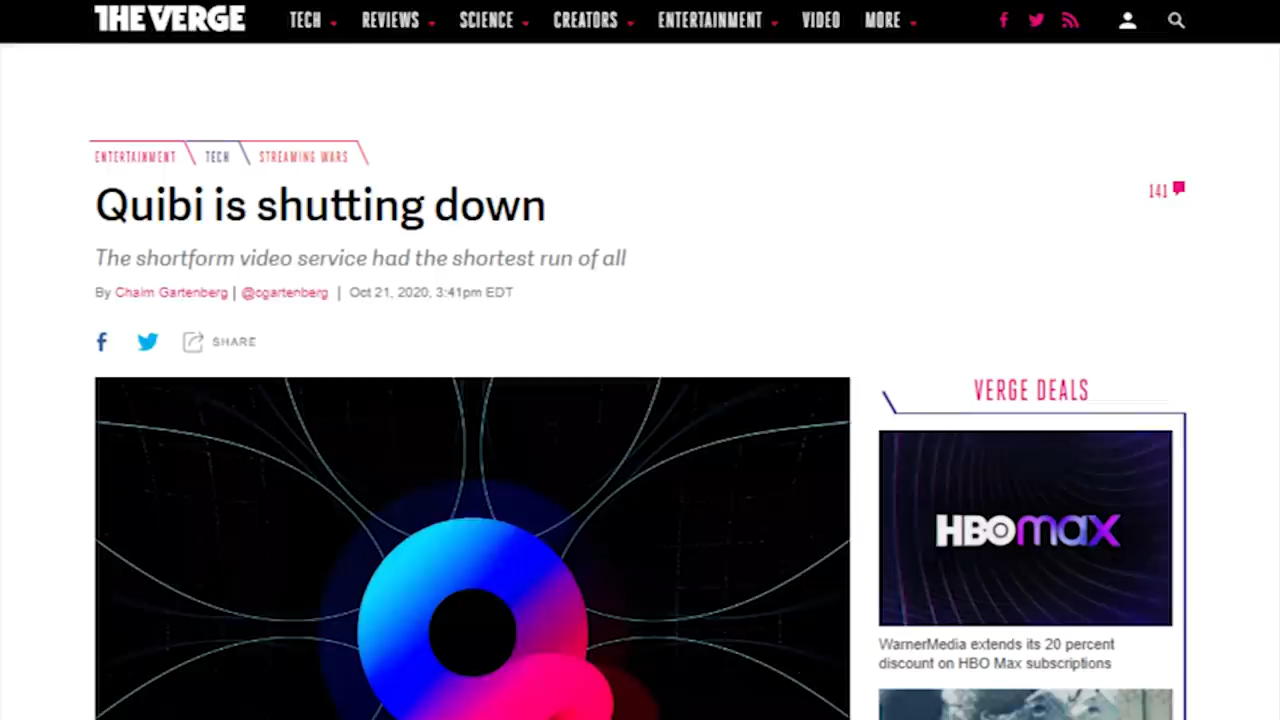 THE VERGE TECH REVIEWS SCIENCE CREATORS ENTERTAINMENT VIDEO MORE
ENTERTAINMENT TECH STREAMING WARS
Quibi is shutting down
141
The shortform video service had the shortest run of all
By Chaim Gartenberg | @cgartenberg | Oct 21, 2020, 3:41pm EDT
SHARE
VERGE DEALS
HBOmax
WarnerMedia extends its 20 percent
discount on HBO Max subscriptions